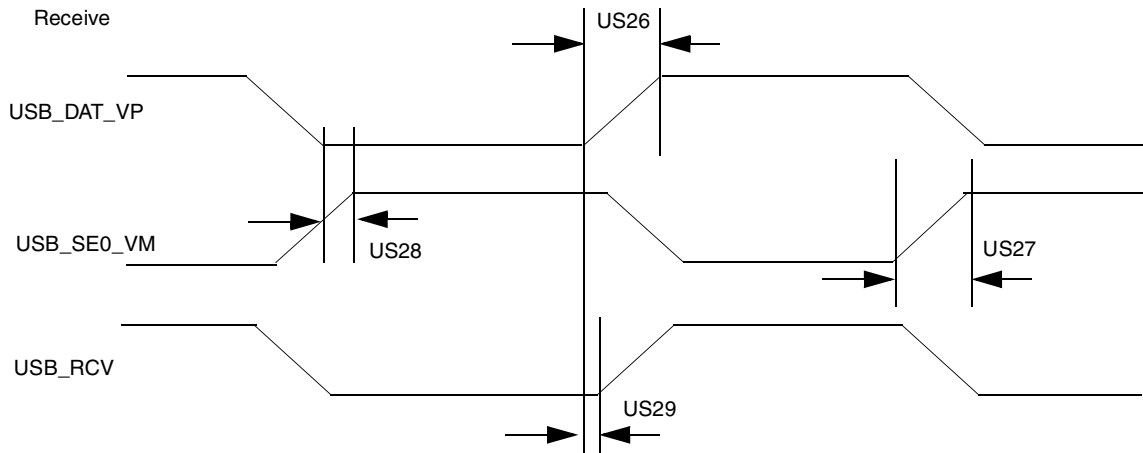 Receive
US26
USB_DAT_VP
USB_SE0_VM
US28
US27
USB_RCV
US29